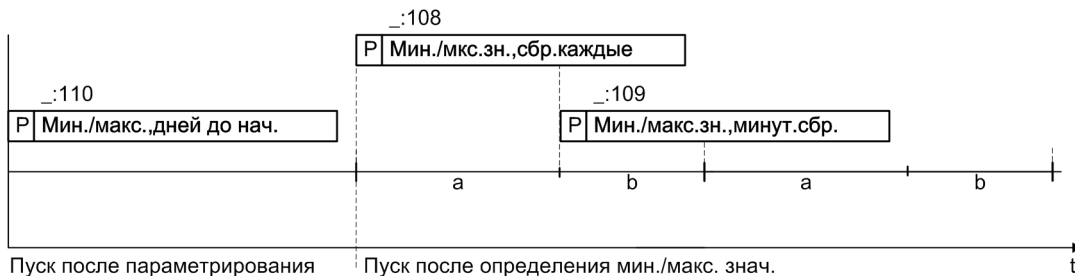 _:108
P Мин./мкс.зн.,сбр.каждые
_:110
_:109
P Мин./макс.,дней до нач.
P Мин./макс.зн.,минут.сбр.
a b a b
Пуск после параметрирования Пуск после определения мин./макс. знач. t